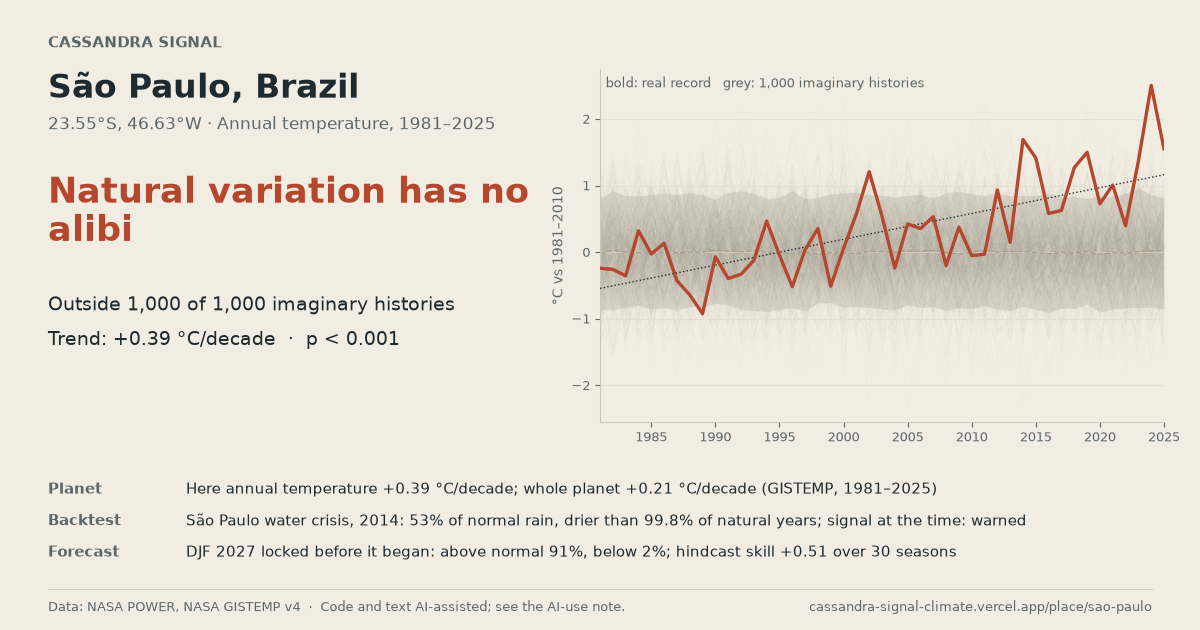 CASSANDRA SIGNAL
São Paulo, Brazil
23.55°S, 46.63°W · Annual temperature, 1981–2025
Natural variation has no
alibi
Outside 1,000 of 1,000 imaginary histories
Trend: +0.39 °C/decade · p < 0.001
bold: real record grey: 1,000 imaginary histories
°C vs 1981–2010
2
1
0
−1
−2
1985 1990 1995 2000 2005 2010 2015 2020 2025
Planet Here annual temperature +0.39 °C/decade; whole planet +0.21 °C/decade (GISTEMP, 1981–2025)
Backtest São Paulo water crisis, 2014: 53% of normal rain, drier than 99.8% of natural years; signal at the time: warned
Forecast DJF 2027 locked before it began: above normal 91%, below 2%; hindcast skill +0.51 over 30 seasons
Data: NASA POWER, NASA GISTEMP v4 · Code and text AI-assisted; see the AI-use note. cassandra-signal-climate.vercel.app/place/sao-paulo